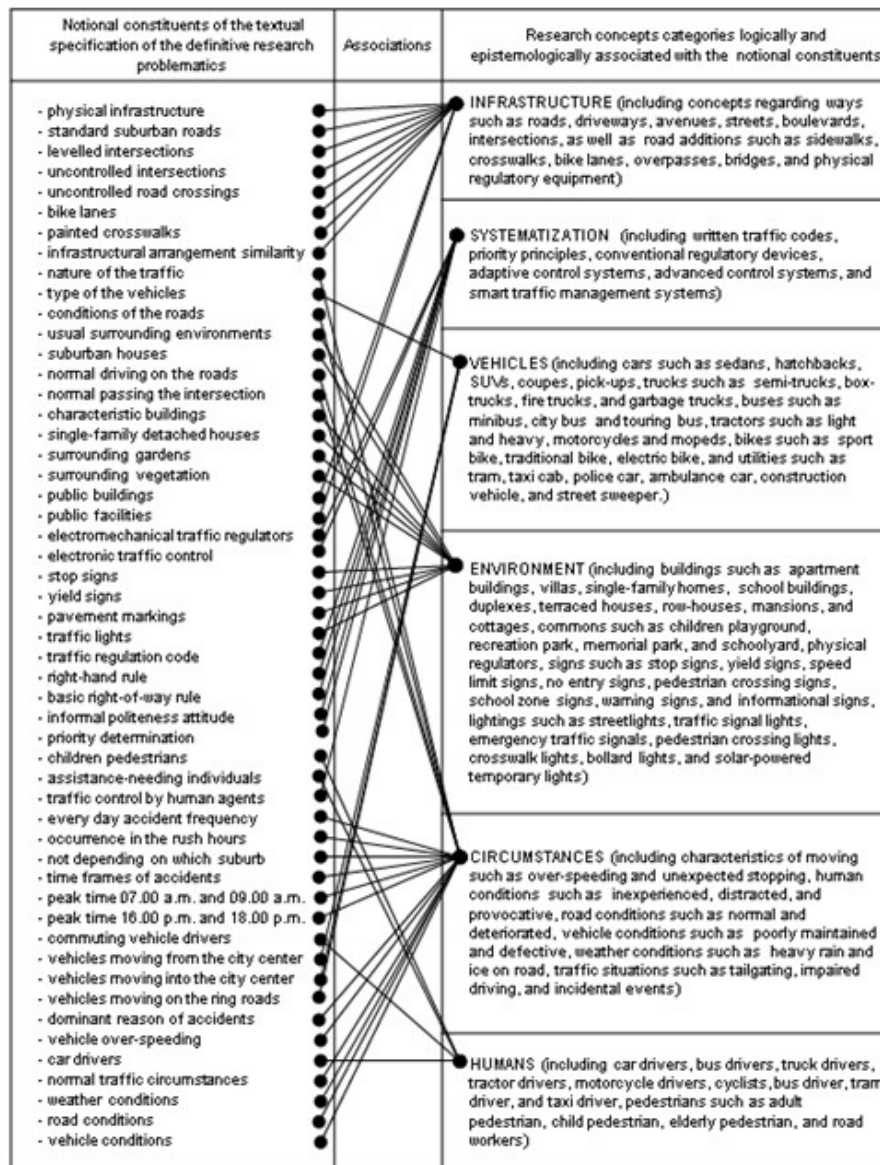 Notional constituents of the textual
specification of the definitive research
problematics
Associations
Research concepts categories logically and
epistemologically associated with the notional constituents
- physical infrastructure
- standard suburban roads
- levelled intersections
- uncontrolled intersections
- uncontrolled road crossings
- bike lanes
- painted crosswalks
- infrastructural arrangement similarity
- nature of the traffic
- type of the vehicles
- conditions of the roads
- usual surrounding environments
- suburban houses
- normal driving on the roads
- normal passing the intersection
- characteristic buildings
- single-family detached houses
- surrounding gardens
- surrounding vegetation
- public buildings
- public facilities
- electromechanical traffic regulators
- electronic traffic control
- stop signs
- yield signs
- pavement markings
- traffic lights
- traffic regulation code
- right-hand rule
- basic right-of-way rule
- informal politeness attitude
- priority determination
- children pedestrians
- assistance-needing individuals
- traffic control by human agents
- every day accident frequency
- occurrence in the rush hours
- not depending on which suburb
- time frames of accidents
- peak time 07.00 a.m. and 09.00 a.m.
- peak time 16.00 p.m. and 18.00 p.m.
- commuting vehicle drivers
- vehicles moving from the city center
- vehicles moving into the city center
- vehicles moving on the ring roads
- dominant reason of accidents
- vehicle over-speeding
- car drivers
- normal traffic circumstances
- weather conditions
- road conditions
- vehicle conditions
INFRASTRUCTURE (including concepts regarding ways
such as roads, driveways, avenues, streets, boulevards,
intersections, as well as road additions such as sidewalks,
crosswalks, bike lanes, overpasses, bridges, and physical
regulatory equipment)
SYSTEMATIZATION (including written traffic codes,
priority principles, conventional regulatory devices,
adaptive control systems, advanced control systems, and
smart traffic management systems)
VEHICLES (including cars such as sedans, hatchbacks,
SUVs, coupes, pick-ups, trucks such as semi-trucks, box-
trucks, fire trucks, and garbage trucks, buses such as
minibus, city bus and touring bus, tractors such as light
and heavy, motorcycles and mopeds, bikes such as sport
bike, traditional bike, electric bike, and utilities such as
tram, taxi cab, police car, ambulance car, construction
vehicle, and street sweeper.)
ENVIRONMENT (including buildings such as apartment
buildings, villas, single-family homes, school buildings,
duplexes, terraced houses, row-houses, mansions, and
cottages, commons such as children playground,
recreation park, memorial park, and schoolyard, physical
regulators, signs such as stop signs, yield signs, speed
limit signs, no entry signs, pedestrian crossing signs,
school zone signs, warning signs, and informational signs,
lightings such as streetlights, traffic signal lights,
emergency traffic signals, pedestrian crossing lights,
crosswalk lights, bollard lights, and solar-powered
temporary lights)
CIRCUMSTANCES (including characteristics of moving
such as over-speeding and unexpected stopping, human
conditions such as inexperienced, distracted, and
provocative, road conditions such as normal and
deteriorated, vehicle conditions such as poorly maintained
and defective, weather conditions such as heavy rain and
ice on road, traffic situations such as tailgating, impaired
driving, and incidental events)
HUMANS (including car drivers, bus drivers, truck drivers,
tractor drivers, motorcycle drivers, cyclists, bus driver, tram
driver, and taxi driver, pedestrians such as adult
pedestrian, child pedestrian, elderly pedestrian, and road
workers)